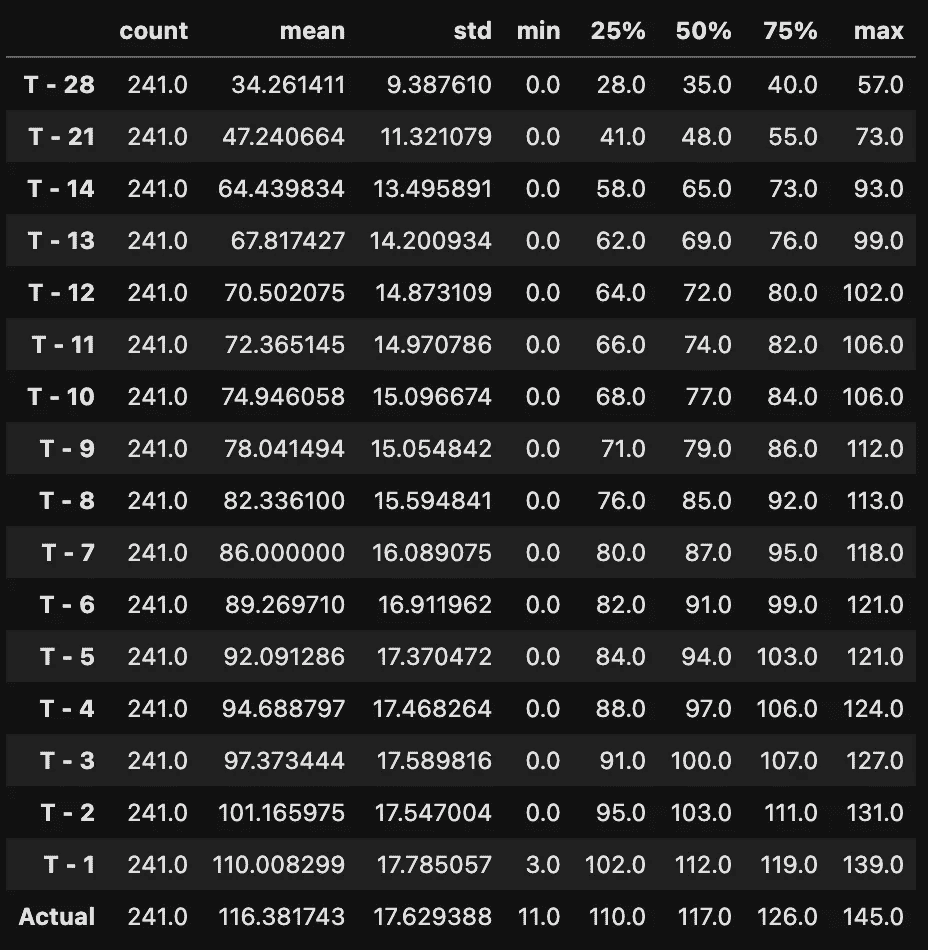 count mean std min 25% 50% 75% max
T - 28 241.0 34.261411 9.387610 0.0 28.0 35.0 40.0 57.0
T - 21 241.0 47.240664 11.321079 0.0 41.0 48.0 55.0 73.0
T - 14 241.0 64.439834 13.495891 0.0 58.0 65.0 73.0 93.0
T - 13 241.0 67.817427 14.200934 0.0 62.0 69.0 76.0 99.0
T - 12 241.0 70.502075 14.873109 0.0 64.0 72.0 80.0 102.0
T - 11 241.0 72.365145 14.970786 0.0 66.0 74.0 82.0 106.0
T - 10 241.0 74.946058 15.096674 0.0 68.0 77.0 84.0 106.0
T - 9 241.0 78.041494 15.054842 0.0 71.0 79.0 86.0 112.0
T - 8 241.0 82.336100 15.594841 0.0 76.0 85.0 92.0 113.0
T - 7 241.0 86.000000 16.089075 0.0 80.0 87.0 95.0 118.0
T - 6 241.0 89.269710 16.911962 0.0 82.0 91.0 99.0 121.0
T - 5 241.0 92.091286 17.370472 0.0 84.0 94.0 103.0 121.0
T - 4 241.0 94.688797 17.468264 0.0 88.0 97.0 106.0 124.0
T - 3 241.0 97.373444 17.589816 0.0 91.0 100.0 107.0 127.0
T - 2 241.0 101.165975 17.547004 0.0 95.0 103.0 111.0 131.0
T - 1 241.0 110.008299 17.785057 3.0 102.0 112.0 119.0 139.0
Actual 241.0 116.381743 17.629388 11.0 110.0 117.0 126.0 145.0